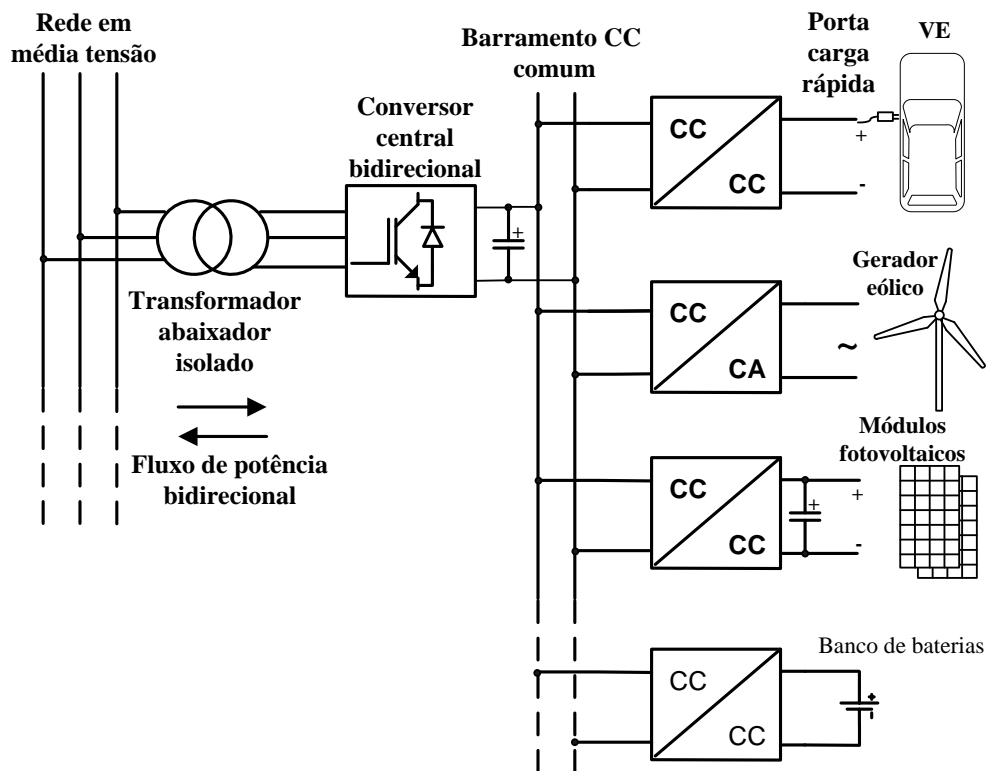 Rede em
média tensão
Barramento CC
comum
Porta
carga
rápida
VE
Conversor
central
bidirecional
+
CC
CC
+
-
Transformador
abaixador
isolado
Gerador
eólico
CC
CA
~
Fluxo de potência
bidirecional
Módulos
fotovoltaicos
CC
CC
+
+
-
Banco de baterias
CC
CC
+
-